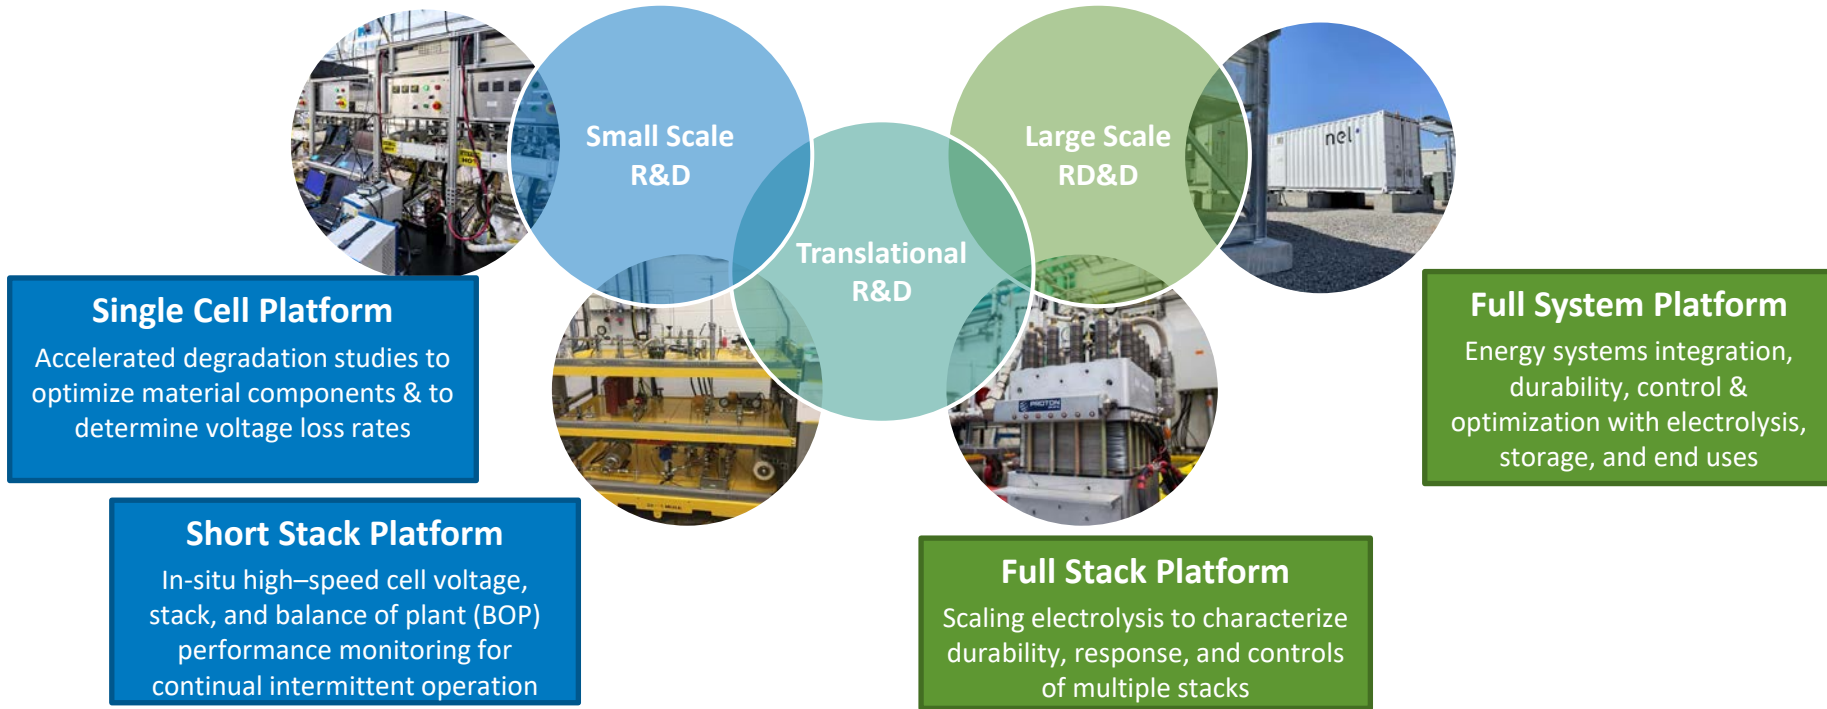 Small Scale
R&D
Large Scale
RD&D
nel
Translational
R&D
HOT
PROTON
Single Cell Platform
Accelerated degradation studies to
optimize material components & to
determine voltage loss rates
Full System Platform
Energy systems integration,
durability, control &
optimization with electrolysis,
storage, and end uses
Short Stack Platform
In-situ high–speed cell voltage,
stack, and balance of plant (BOP)
performance monitoring for
continual intermittent operation
Full Stack Platform
Scaling electrolysis to characterize
durability, response, and controls
of multiple stacks